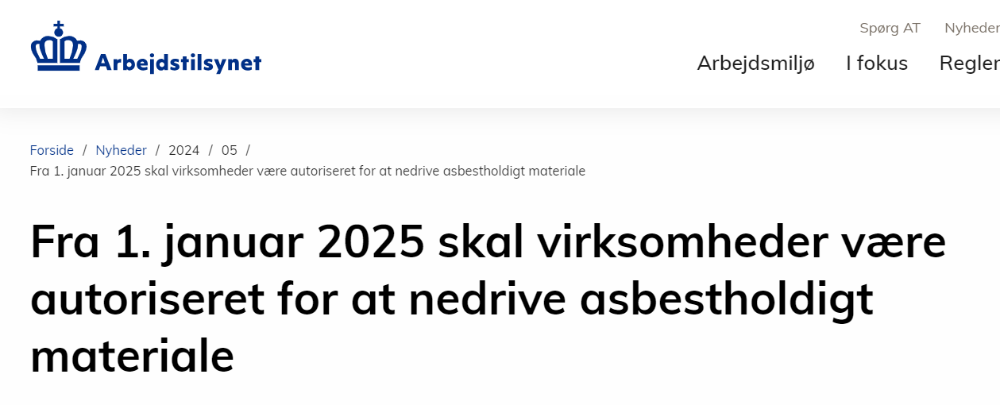 Arbejdstilsynet
Spørg AT Nyheder
Arbejdsmiljø I fokus Regler
Forside / Nyheder / 2024 / 05 /
Fra 1. januar 2025 skal virksomheder være autoriseret for at nedrive asbestholdigt materiale
Fra 1. januar 2025 skal virksomheder være
autoriseret for at nedrive asbestholdigt
materiale